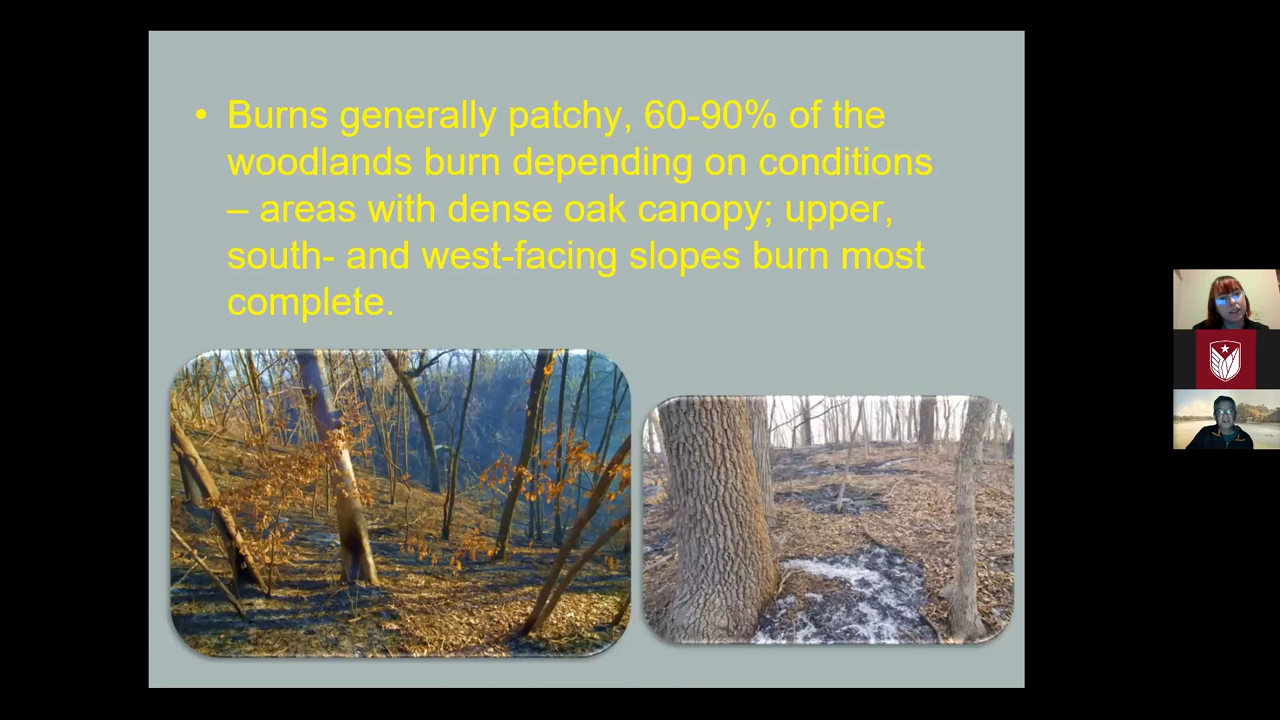 • Burns generally patchy, 60-90% of the
woodlands burn depending on conditions
– areas with dense oak canopy; upper,
south- and west-facing slopes burn most
complete.